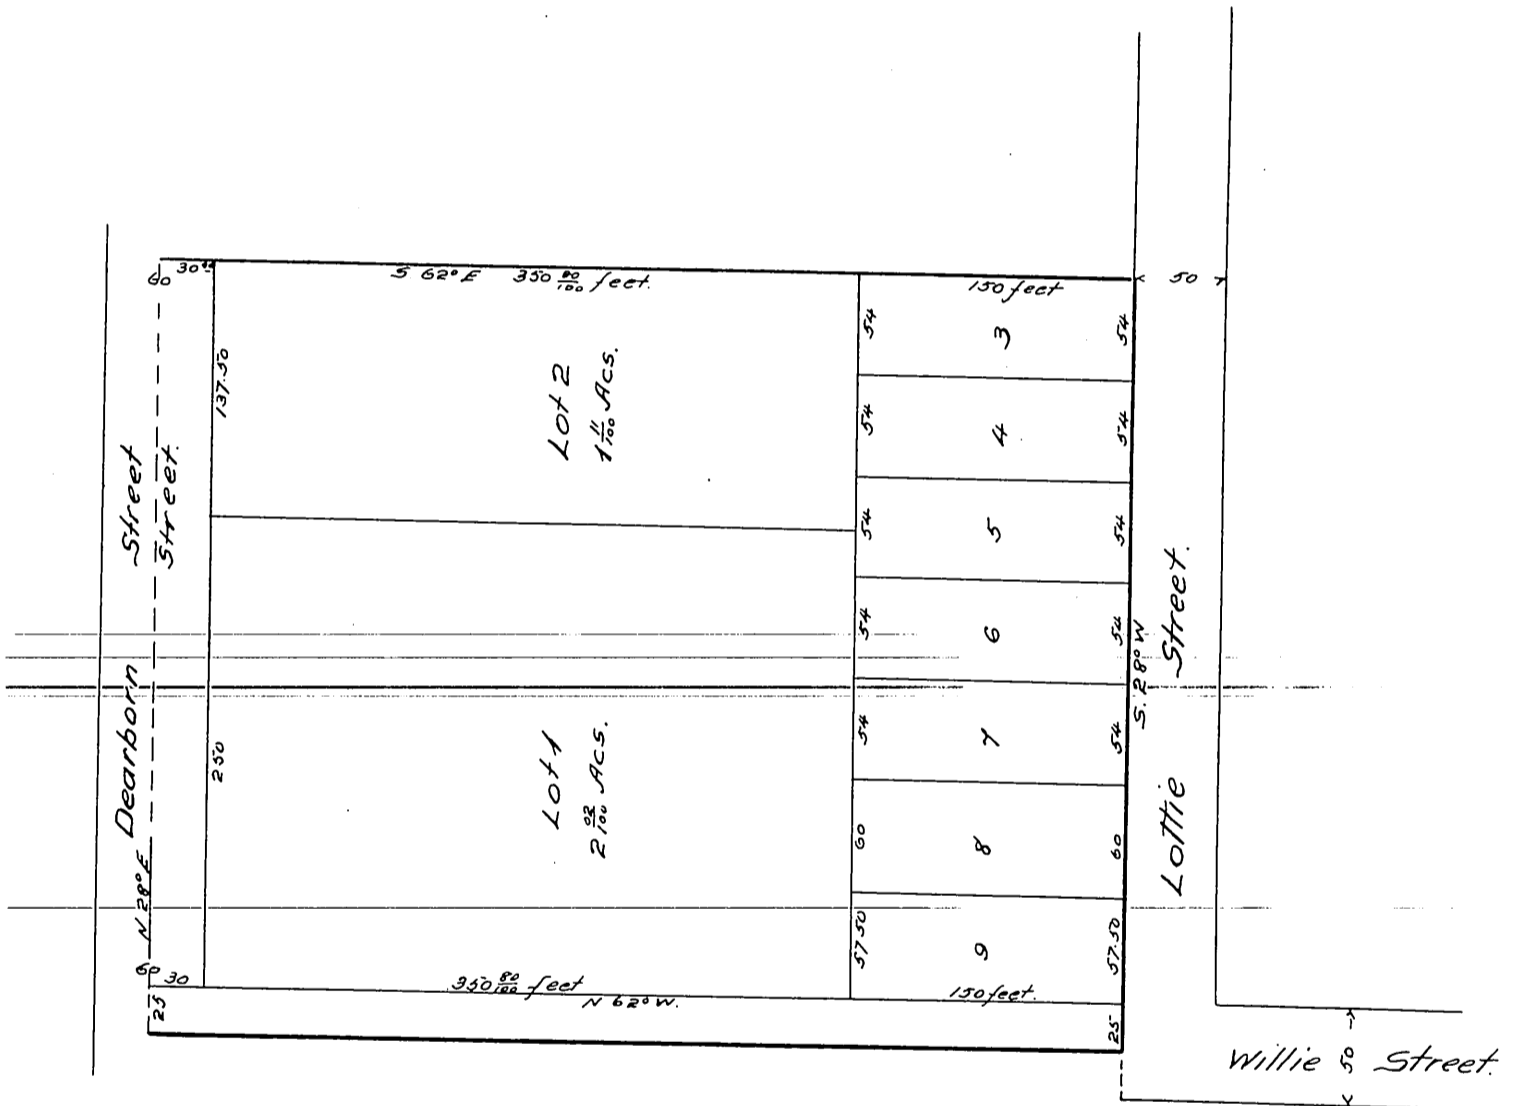 60 30
S 62° E 350 80/100 feet.
150 feet
50
137.50
Lot 2
1 11/100 Acs.
54
3
54
54
4
54
54
5
54
54
6
54
54
7
54
60
8
60
57.50
9
57.50
Dearborn Street
Street.
N 28° E
250
Lot 1
2 02/100 Acs.
S. 28° W
Lottie Street.
60 30
350 80/100 feet
N 62° W.
150 feet.
25
25
Willie Street.
50